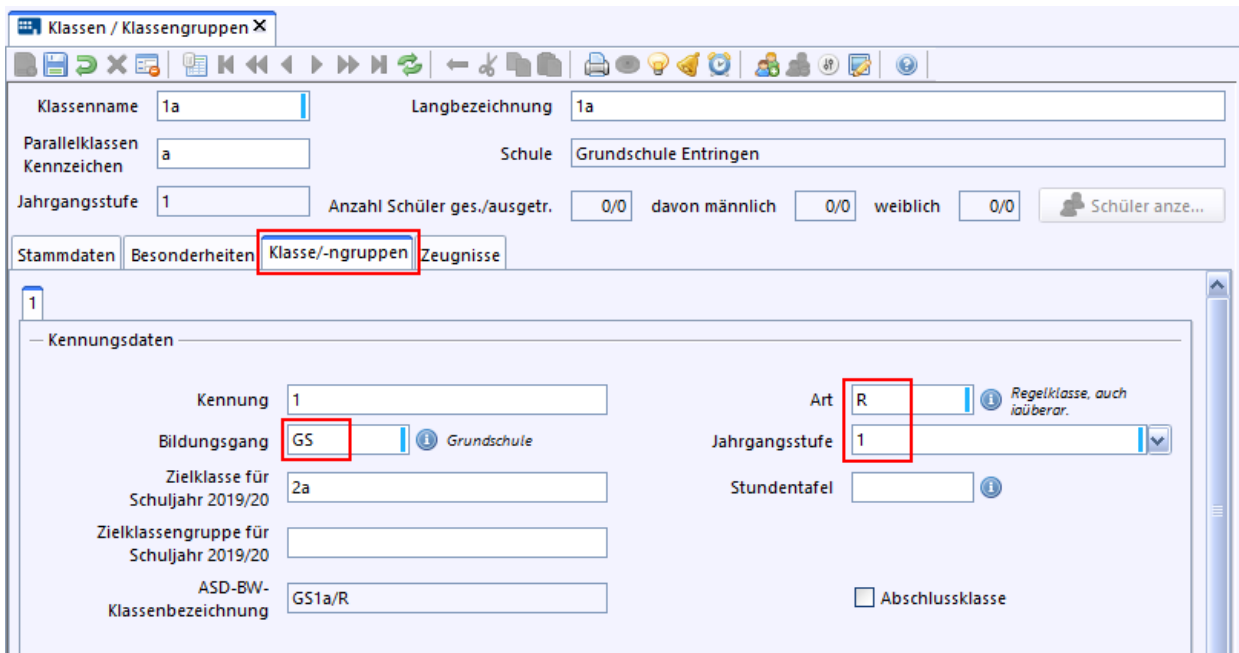 Klassen / Klassengruppen X
Klassenname 1a Langbezeichnung 1a
Parallelklassen
Kennzeichen a Schule Grundschule Entringen
Jahrgangsstufe 1 Anzahl Schüler ges./ausgetr. 0/0 davon männlich 0/0 weiblich 0/0 Schüler anze...
Stammdaten Besonderheiten Klasse/-ngruppen Zeugnisse
1
Kennungsdaten
Kennung 1 Art R Regelklasse, auch
iaüberar.
Bildungsgang GS Grundschule Jahrgangsstufe 1
Zielklasse für
Schuljahr 2019/20 2a Stundentafel
Zielklassengruppe für
Schuljahr 2019/20
ASD-BW-
Klassenbezeichnung GS1a/R Abschlussklasse